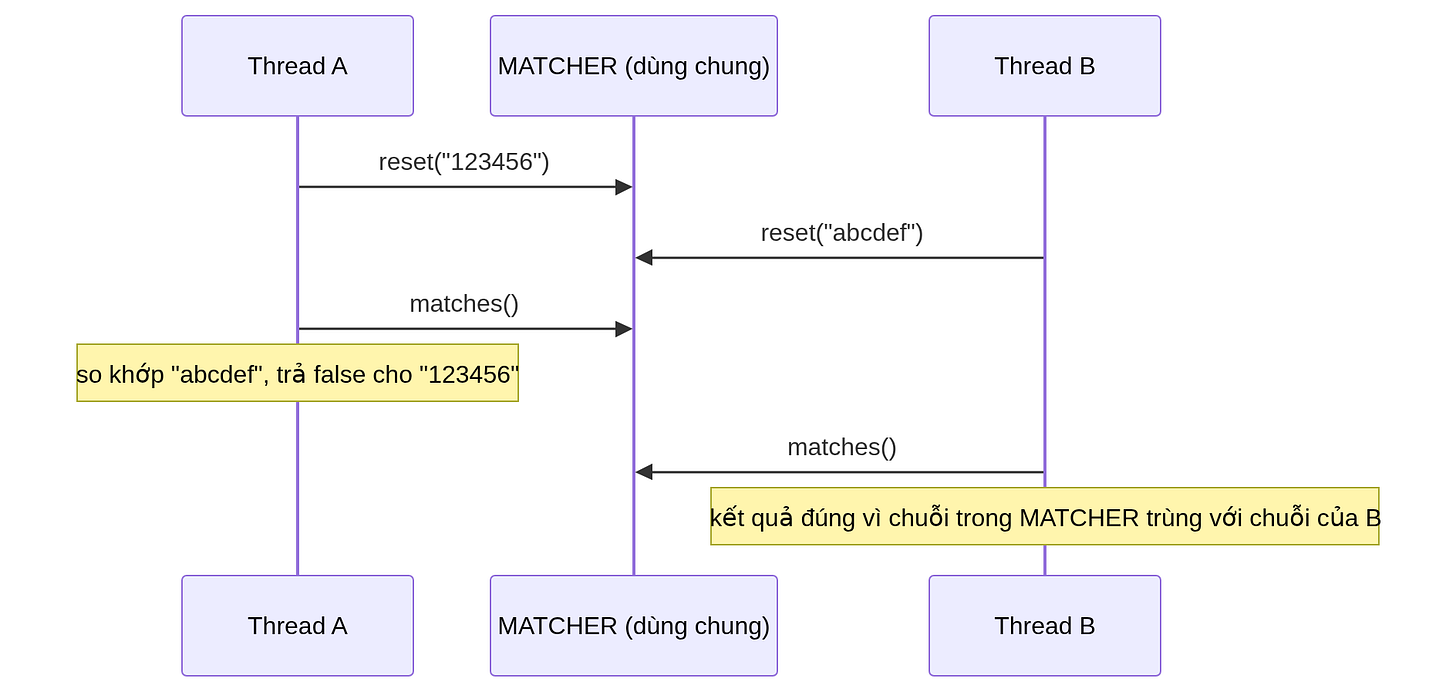 Thread A
MATCHER (dùng chung)
Thread B
reset("123456")
reset("abcdef")
matches()
so khớp "abcdef", trả false cho "123456"
matches()
kết quả đúng vì chuỗi trong MATCHER trùng với chuỗi của B
Thread A
MATCHER (dùng chung)
Thread B